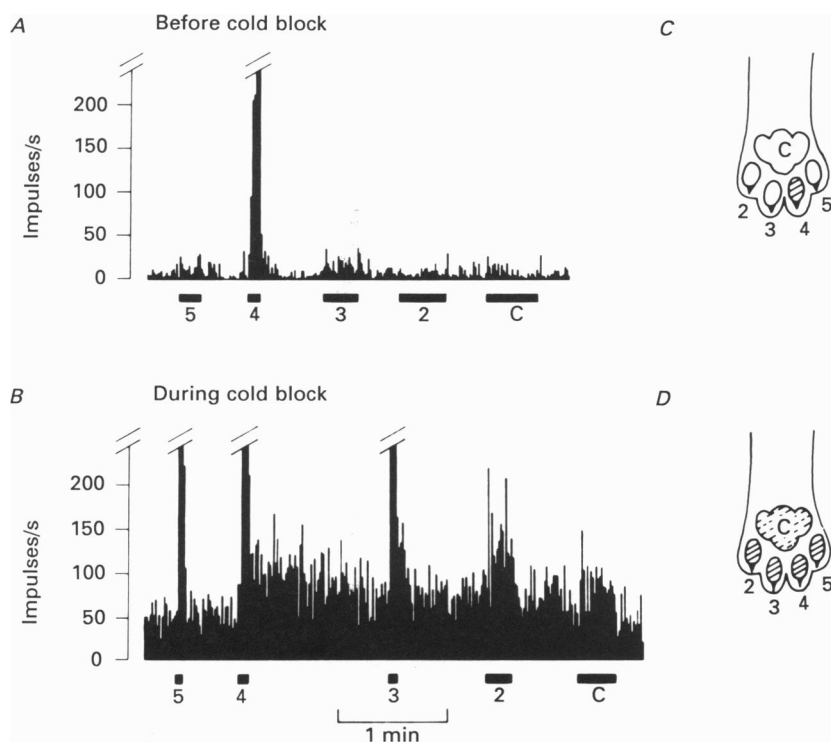 A Before cold block C
200
150
100
50
0
Impulses/s
5 4 3 2 C
C
2 3 4 5
B During cold block D
200
150
100
50
0
Impulses/s
5 4 3 2 C
1 min
C
2 3 4 5